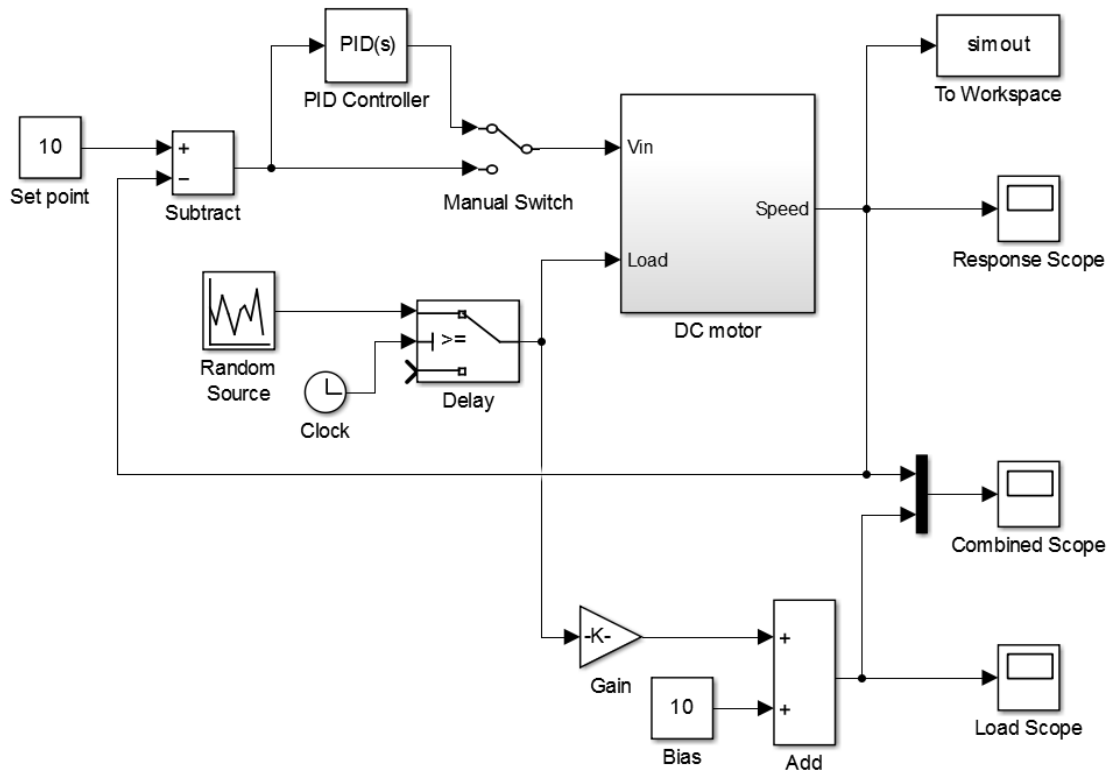 PID(s)
PID Controller
simout
To Workspace
10
Set point
+
−
Subtract
Manual Switch
Vin
Speed
Load
DC motor
Response Scope
Random
Source
>=
Delay
Clock
Combined Scope
-K-
Gain
10
Bias
+
+
Add
Load Scope